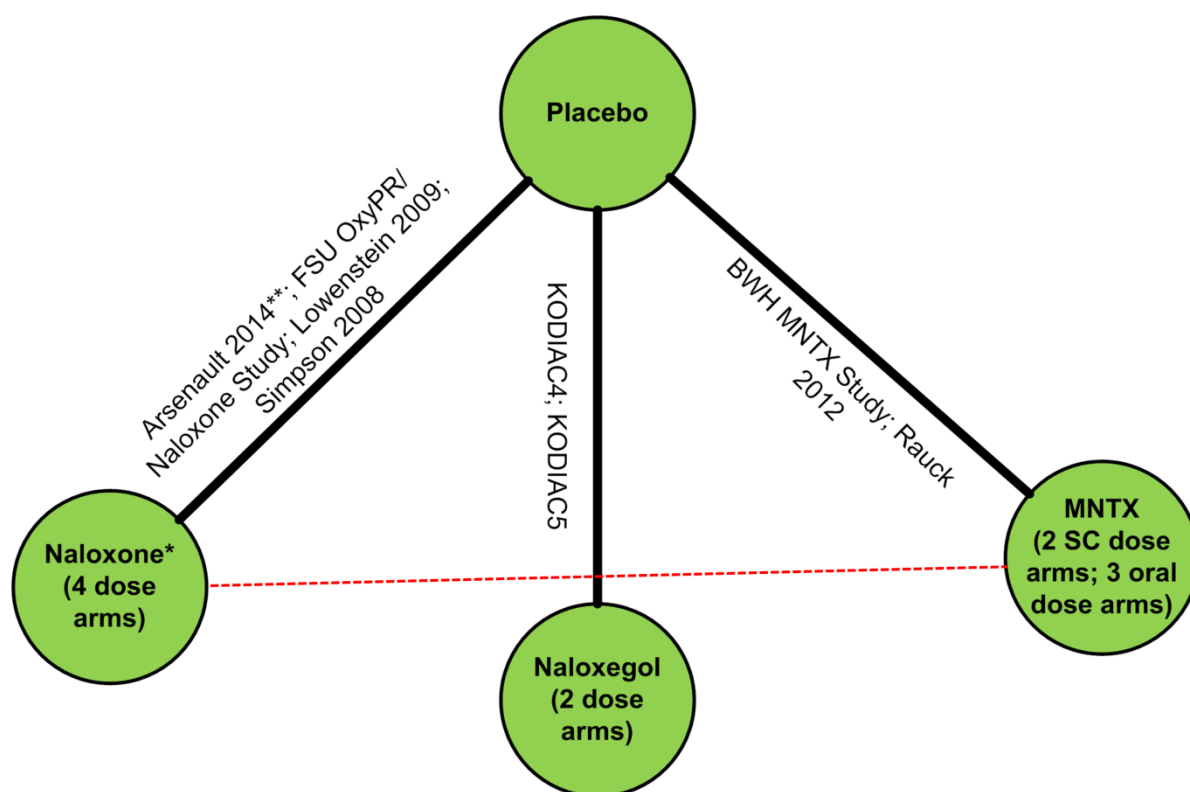 Placebo
Arsenault 2014**; FSU OxyPR/
Naloxone Study; Lowenstein 2009;
Simpson 2008
KODIAC4; KODIAC5
BWH MNTX Study; Rauck
2012
Naloxone*
(4 dose
arms)
Naloxegol
(2 dose
arms)
MNTX
(2 SC dose
arms; 3 oral
dose arms)